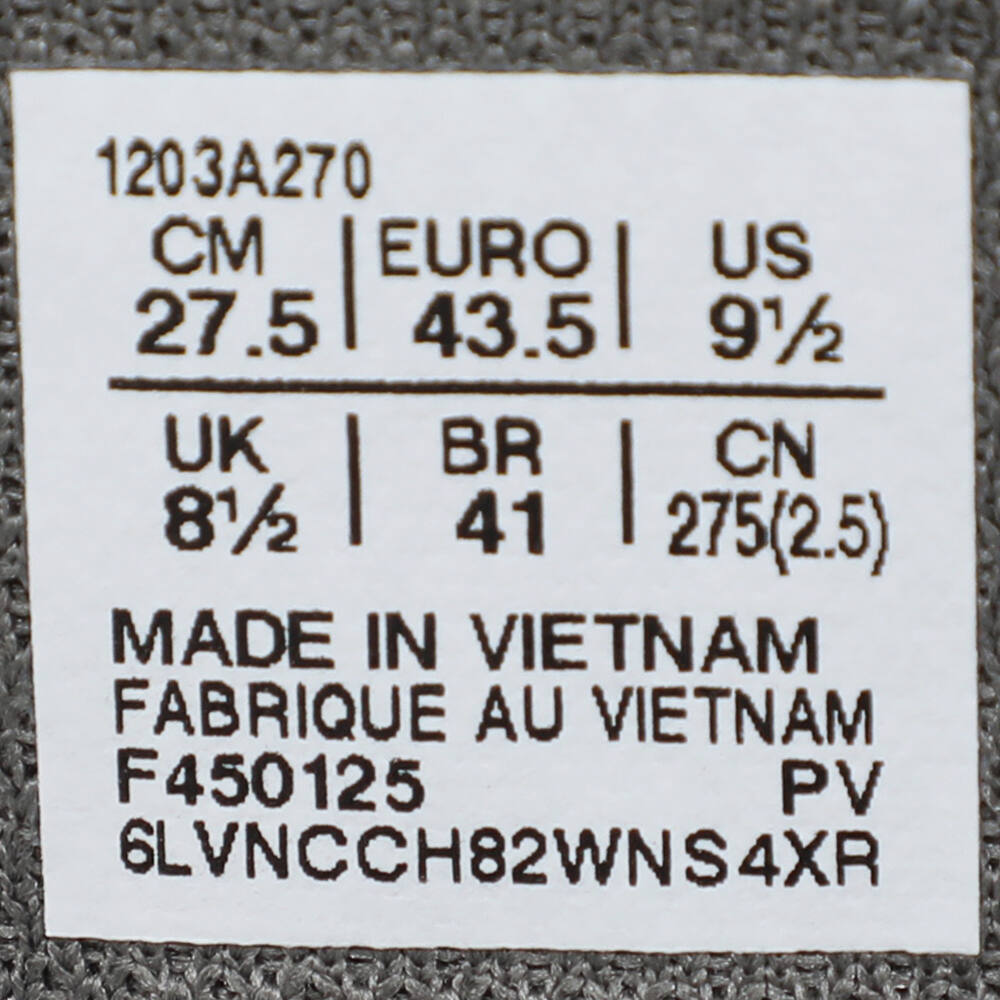 1203A270
CM | EURO | US
27.5 | 43.5 | 9½
UK | BR | CN
8½ | 41 | 275(2.5)
MADE IN VIETNAM
FABRIQUE AU VIETNAM
F450125 PV
6LVNCCH82WNS4XR